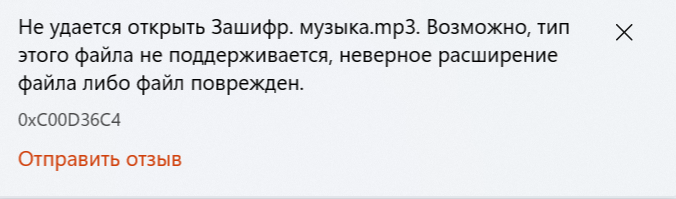 Не удается открыть Зашифр. музыка.mp3. Возможно, тип
этого файла не поддерживается, неверное расширение
файла либо файл поврежден.
0xC00D36C4
Отправить отзыв